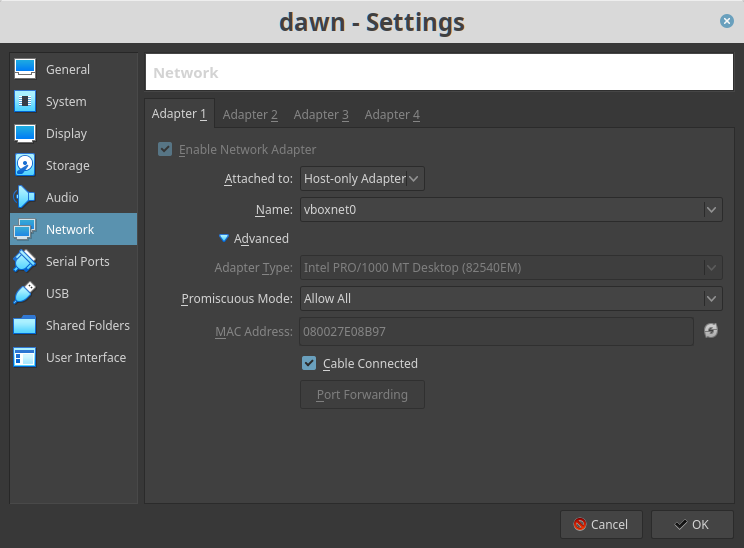 dawn - Settings
General
System
Display
Storage
Audio
Network
Serial Ports
USB
Shared Folders
User Interface
Network
Adapter 1 Adapter 2 Adapter 3 Adapter 4
Enable Network Adapter
Attached to: Host-only Adapter
Name: vboxnet0
Advanced
Adapter Type: Intel PRO/1000 MT Desktop (82540EM)
Promiscuous Mode: Allow All
MAC Address: 080027E08B97
Cable Connected
Port Forwarding
Cancel OK